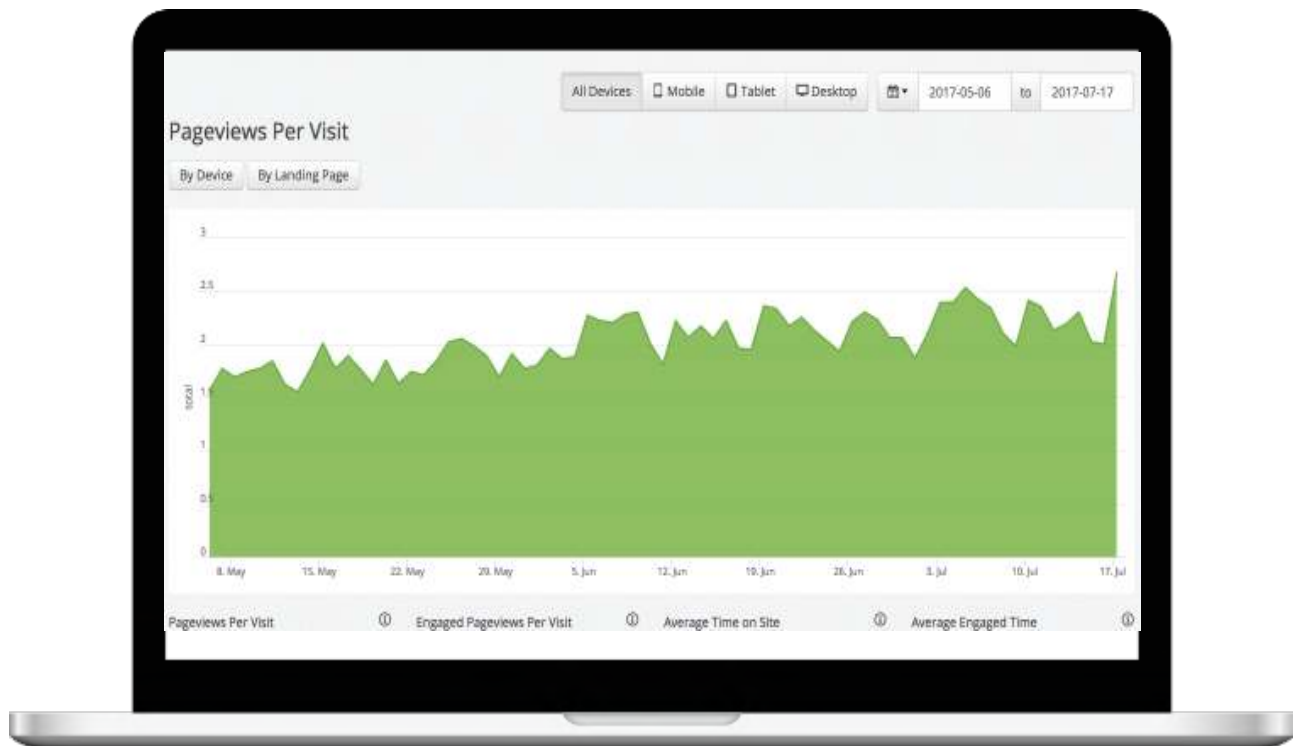 All Devices Mobile Tablet Desktop 2017-05-06 to 2017-07-17
Pageviews Per Visit
By Device By Landing Page
3
2.5
2
1.5
total
1
0.5
0
8. May 15. May 22. May 29. May 5. Jun 12. Jun 19. Jun 26. Jun 3. Jul 10. Jul 17. Jul
Pageviews Per Visit Engaged Pageviews Per Visit Average Time on Site Average Engaged Time